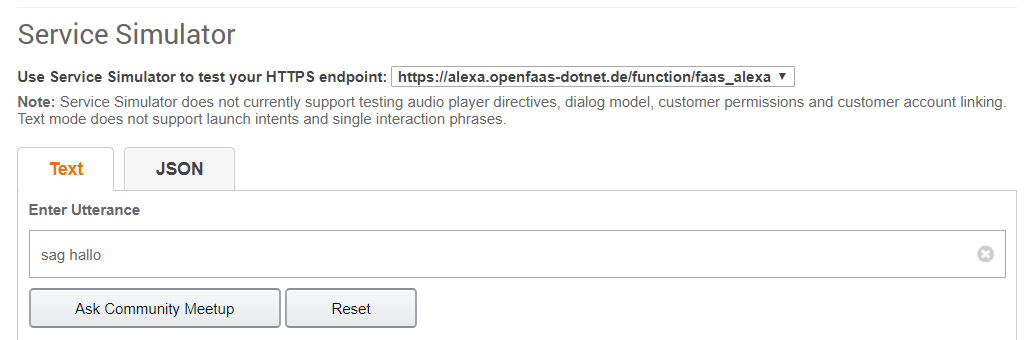 Service Simulator
Use Service Simulator to test your HTTPS endpoint: https://alexa.openfaas-dotnet.de/function/faas_alexa ▼
Note: Service Simulator does not currently support testing audio player directives, dialog model, customer permissions and customer account linking.
Text mode does not support launch intents and single interaction phrases.
Text JSON
Enter Utterance
sag hallo
Ask Community Meetup Reset